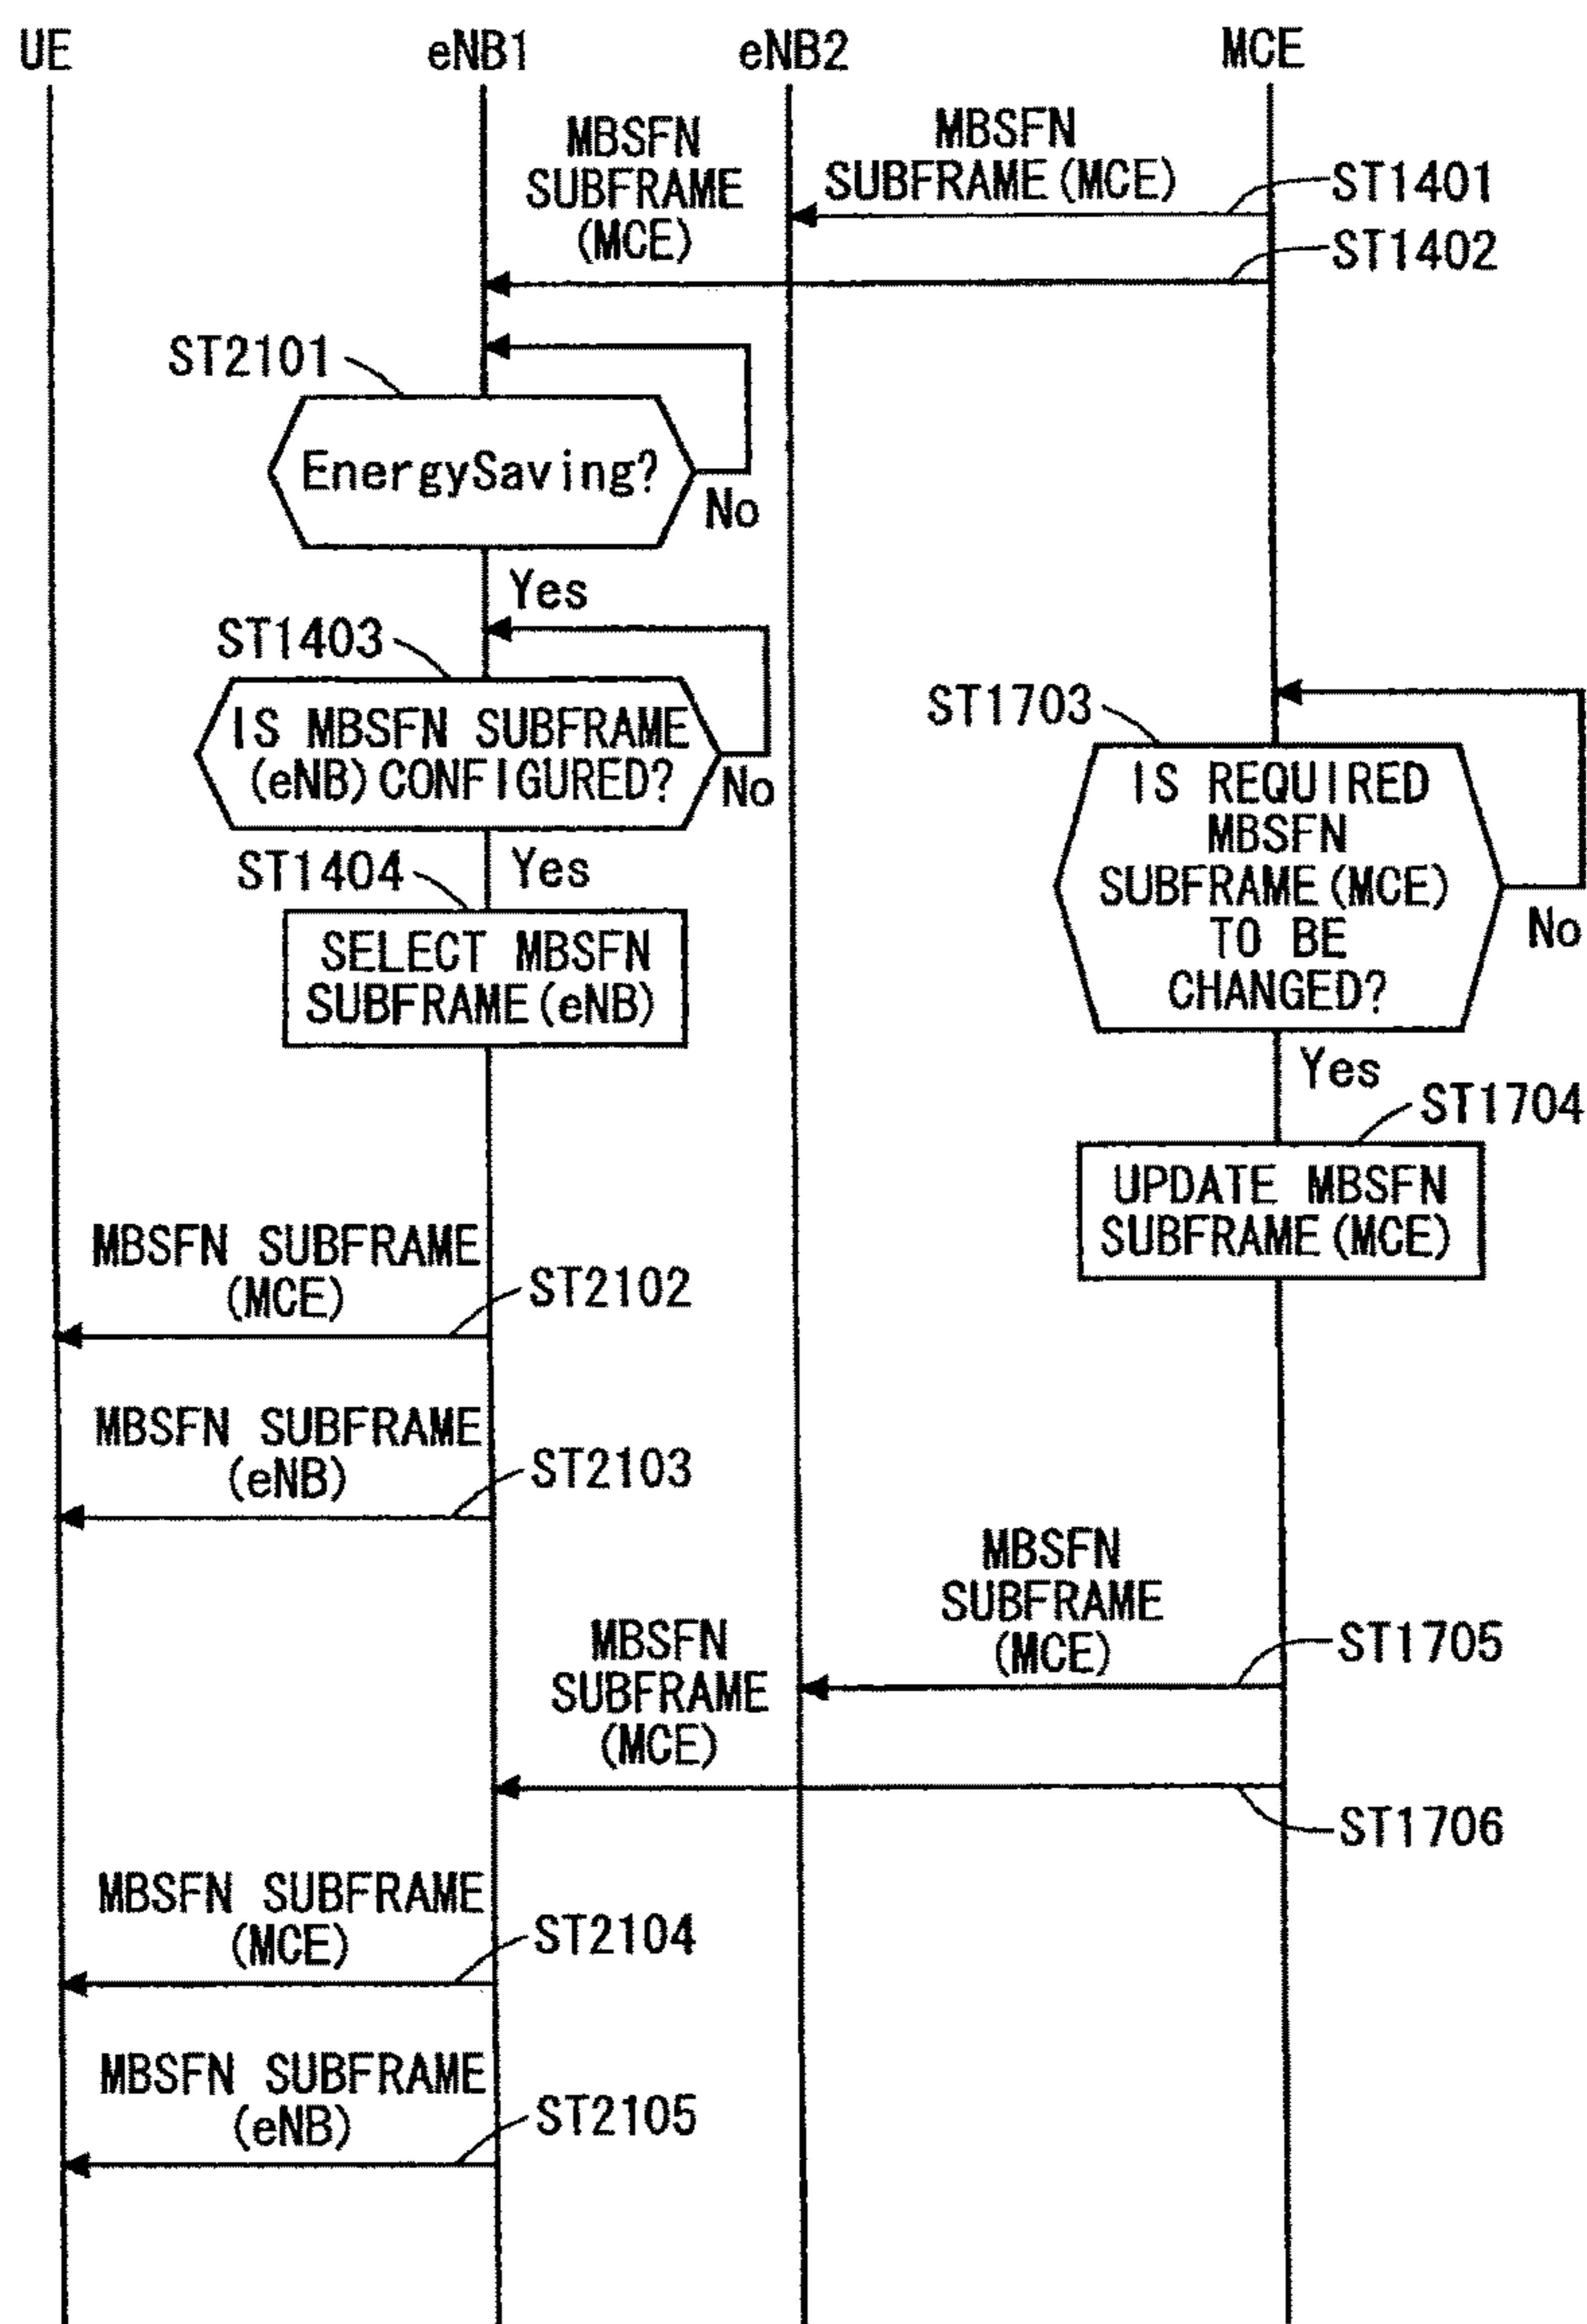 UE
eNB1
eNB2
MCE
MBSFN
SUBFRAME
(MCE)
MBSFN
SUBFRAME(MCE)
ST1401
ST1402
ST2101
EnergySaving?
No
Yes
ST1403
IS MBSFN SUBFRAME
(eNB)CONFIGURED?
No
Yes
ST1404
SELECT MBSFN
SUBFRAME(eNB)
ST1703
IS REQUIRED
MBSFN
SUBFRAME(MCE)
TO BE
CHANGED?
No
Yes
ST1704
UPDATE MBSFN
SUBFRAME(MCE)
MBSFN SUBFRAME
(MCE)
ST2102
MBSFN SUBFRAME
(eNB)
ST2103
MBSFN
SUBFRAME
(MCE)
ST1705
MBSFN
SUBFRAME
(MCE)
ST1706
MBSFN SUBFRAME
(MCE)
ST2104
MBSFN SUBFRAME
(eNB)
ST2105